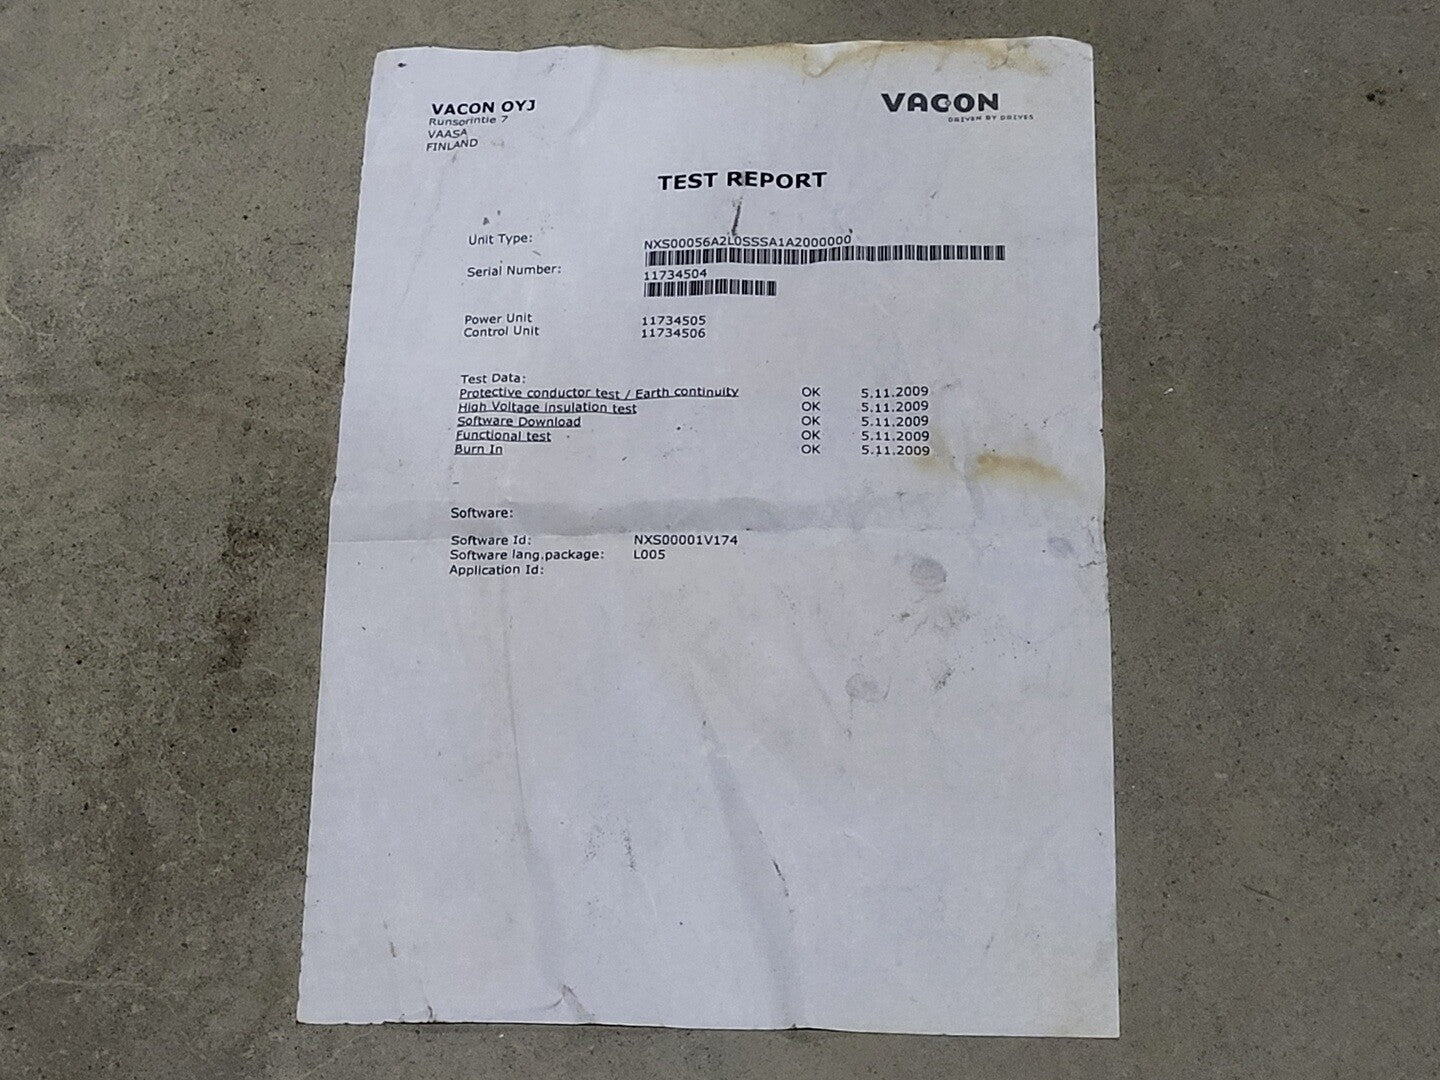 VACON OYJ
Runsorintie 7
VAASA
FINLAND
VACON
DRIVEN BY DRIVES
TEST REPORT
Unit Type: NXS00056A2L0SSSA1A2000000
Serial Number: 11734504
Power Unit 11734505
Control Unit 11734506
Test Data:
Protective conductor test / Earth continuity OK 5.11.2009
High Voltage insulation test OK 5.11.2009
Software Download OK 5.11.2009
Functional test OK 5.11.2009
Burn In OK 5.11.2009
Software:
Software Id: NXS00001V174
Software lang.package: L005
Application Id: